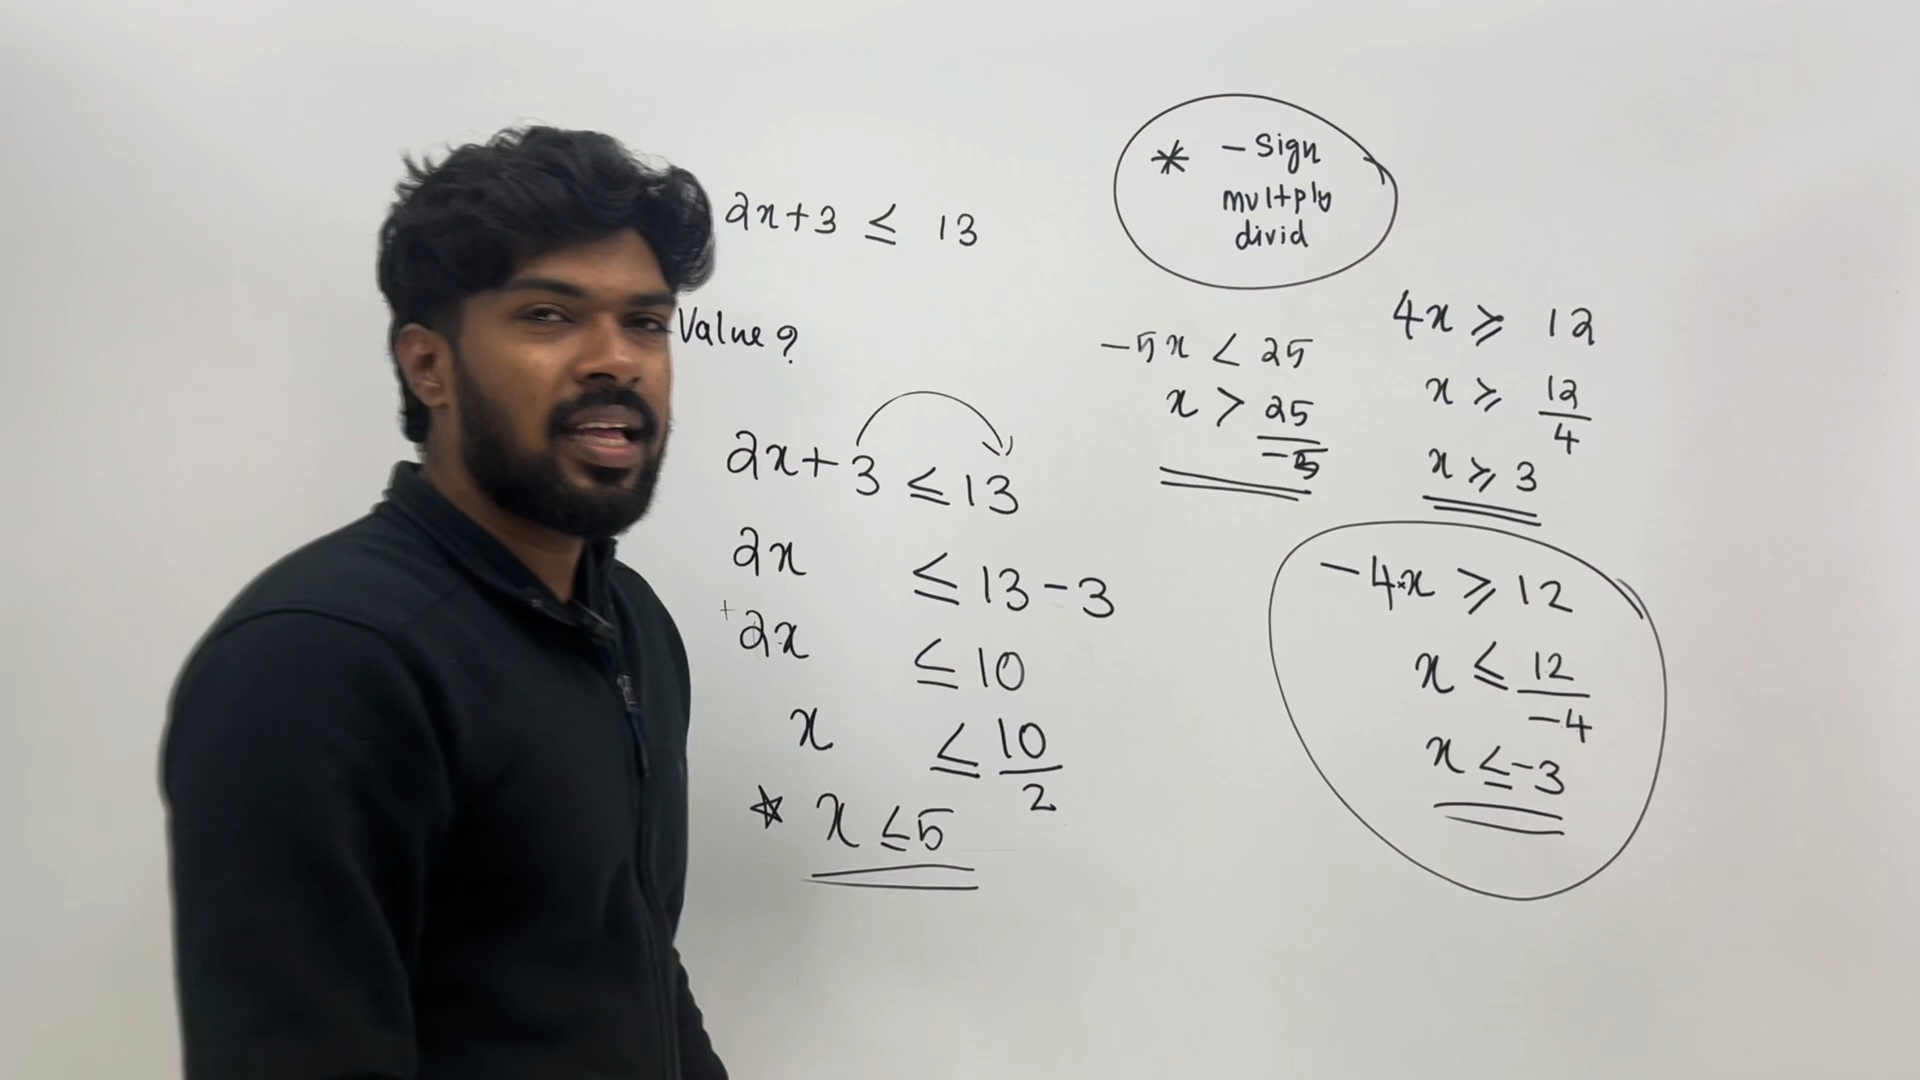 2x+3 ≤ 13
Value?
2x+3 ≤ 13
2x ≤ 13-3
+2x ≤ 10
x ≤ 10/2
☆ x ≤ 5
* - Sign
multply
divid
-5x < 25
x > 25/-5
4x ≥ 12
x ≥ 12/4
x ≥ 3
-4x ≥ 12
x ≤ 12/-4
x ≤ -3